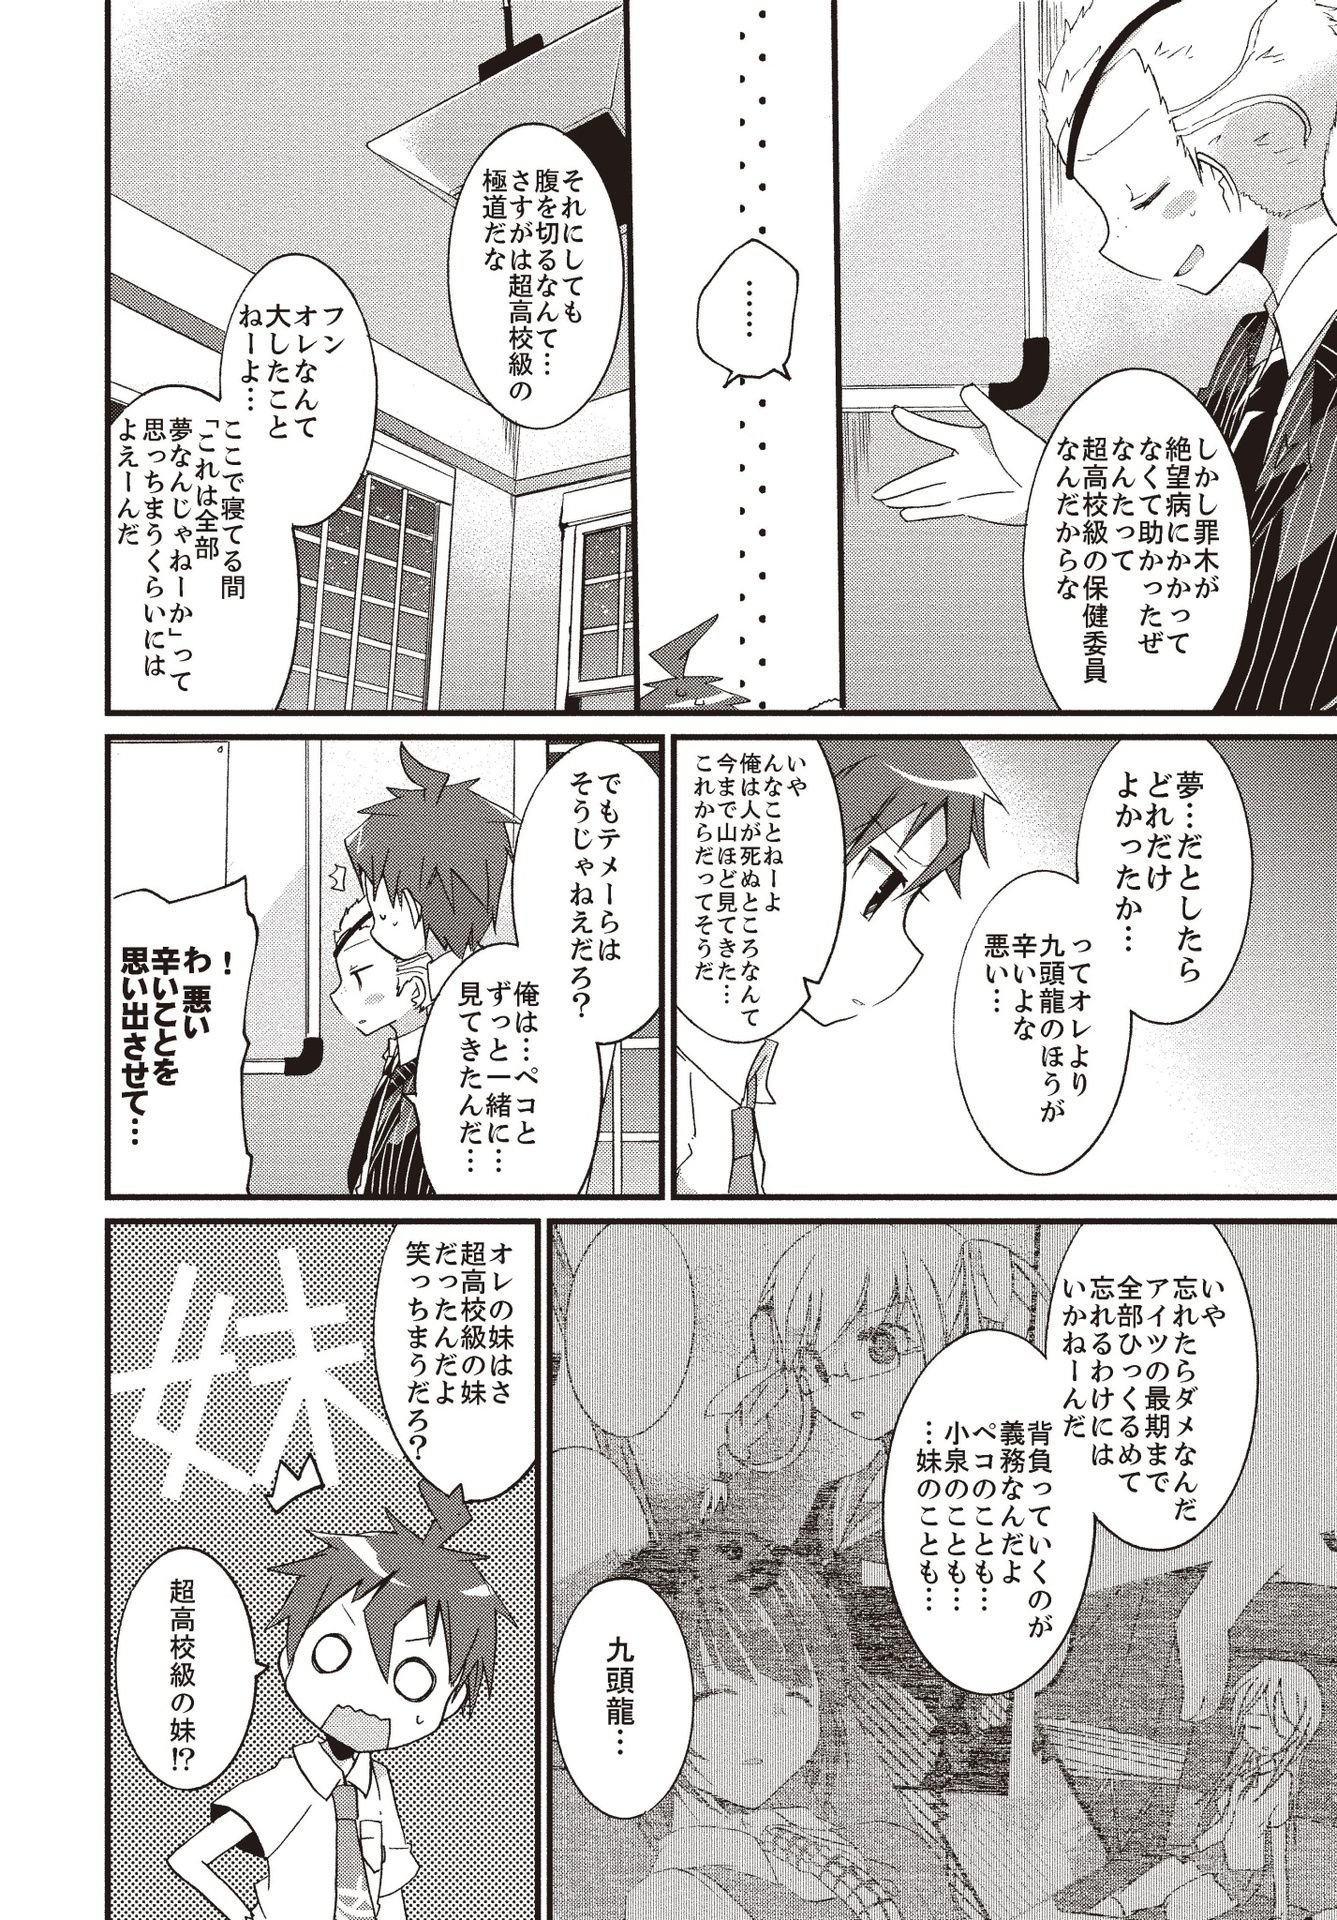 しかし罪木が
絶望病にかかって
なくて助かったぜ
なんたって
超高校級の保健委員
なんだからな
……
それにしても
腹を切るなんて…
さすがは超高校級の
極道だな
フン
オレなんて
大したこと
ねーよ…
ここで寝てる間
「これは全部
夢なんじゃねーか」って
思っちまうくらいには
よえーんだ
夢…だとしたら
どれだけ
よかったか…
ってオレより
九頭龍のほうが
辛いよな
悪い…
いや
んなことねーよ
俺は人が死ぬところなんて
今まで山ほど見てきた…
これからだってそうだ
でもテメーらは
そうじゃねえだろ？
俺は…ペコと
ずっと一緒に…
見てきたんだ…
！
わ 悪い
辛いことを
思い出させて…
いや
忘れたらダメなんだ
アイツの最期まで
全部ひっくるめて
忘れるわけには
いかねーんだ
背負っていくのが
義務なんだよ
ペコのことも…
小泉のことも…
…妹のことも…
九頭龍…
オレの妹はさ
超高校級の妹
だったんだよ
笑っちまうだろ？
妹
超高校級の妹!?